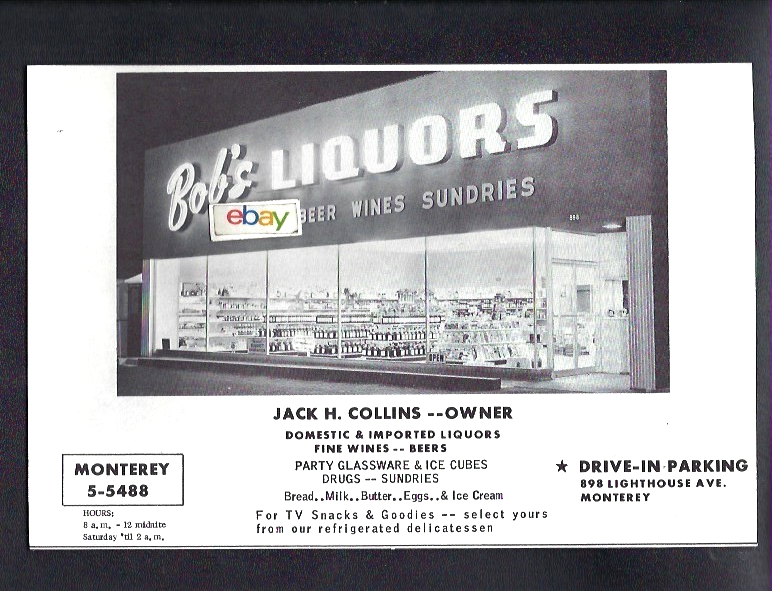 Bob's LIQUORS
BEER WINES SUNDRIES
ebay
898
OPEN
JACK H. COLLINS --OWNER
DOMESTIC & IMPORTED LIQUORS
FINE WINES -- BEERS
PARTY GLASSWARE & ICE CUBES
DRUGS -- SUNDRIES
Bread..Milk..Butter..Eggs..& Ice Cream
For TV Snacks & Goodies -- select yours
from our refrigerated delicatessen
MONTEREY
5-5488
HOURS:
8 a.m. - 12 midnite
Saturday 'til 2 a.m.
★ DRIVE-IN PARKING
898 LIGHTHOUSE AVE.
MONTEREY